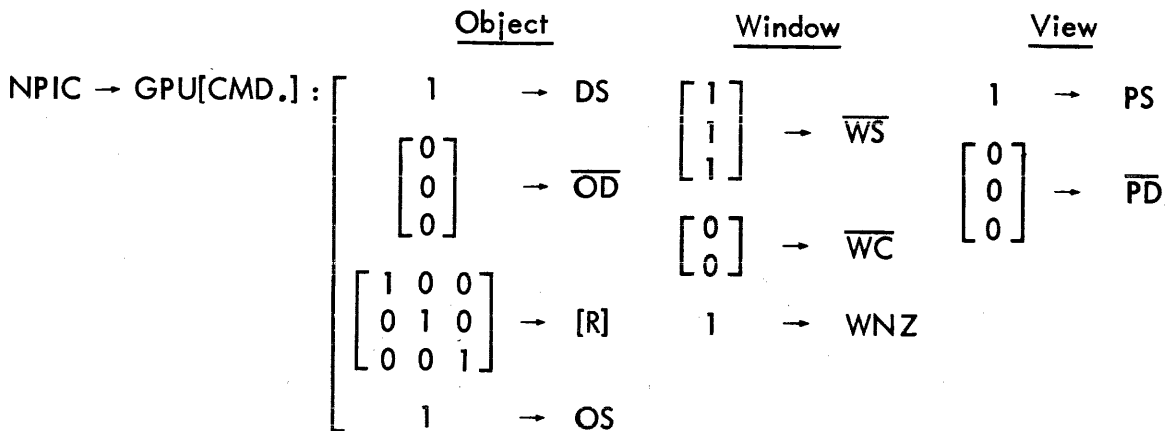 Object Window View
NPIC → GPU[CMD.] : [ 1 → DS
[ 0 0 0 ] → OD̅
[ 1 0 0
0 1 0
0 0 1 ] → [R]
1 → OS
[ 1 1 1 ] → WS̅
[ 0 0 ] → WC̅
1 → WNZ
1 → PS
[ 0 0 0 ] → PD̅